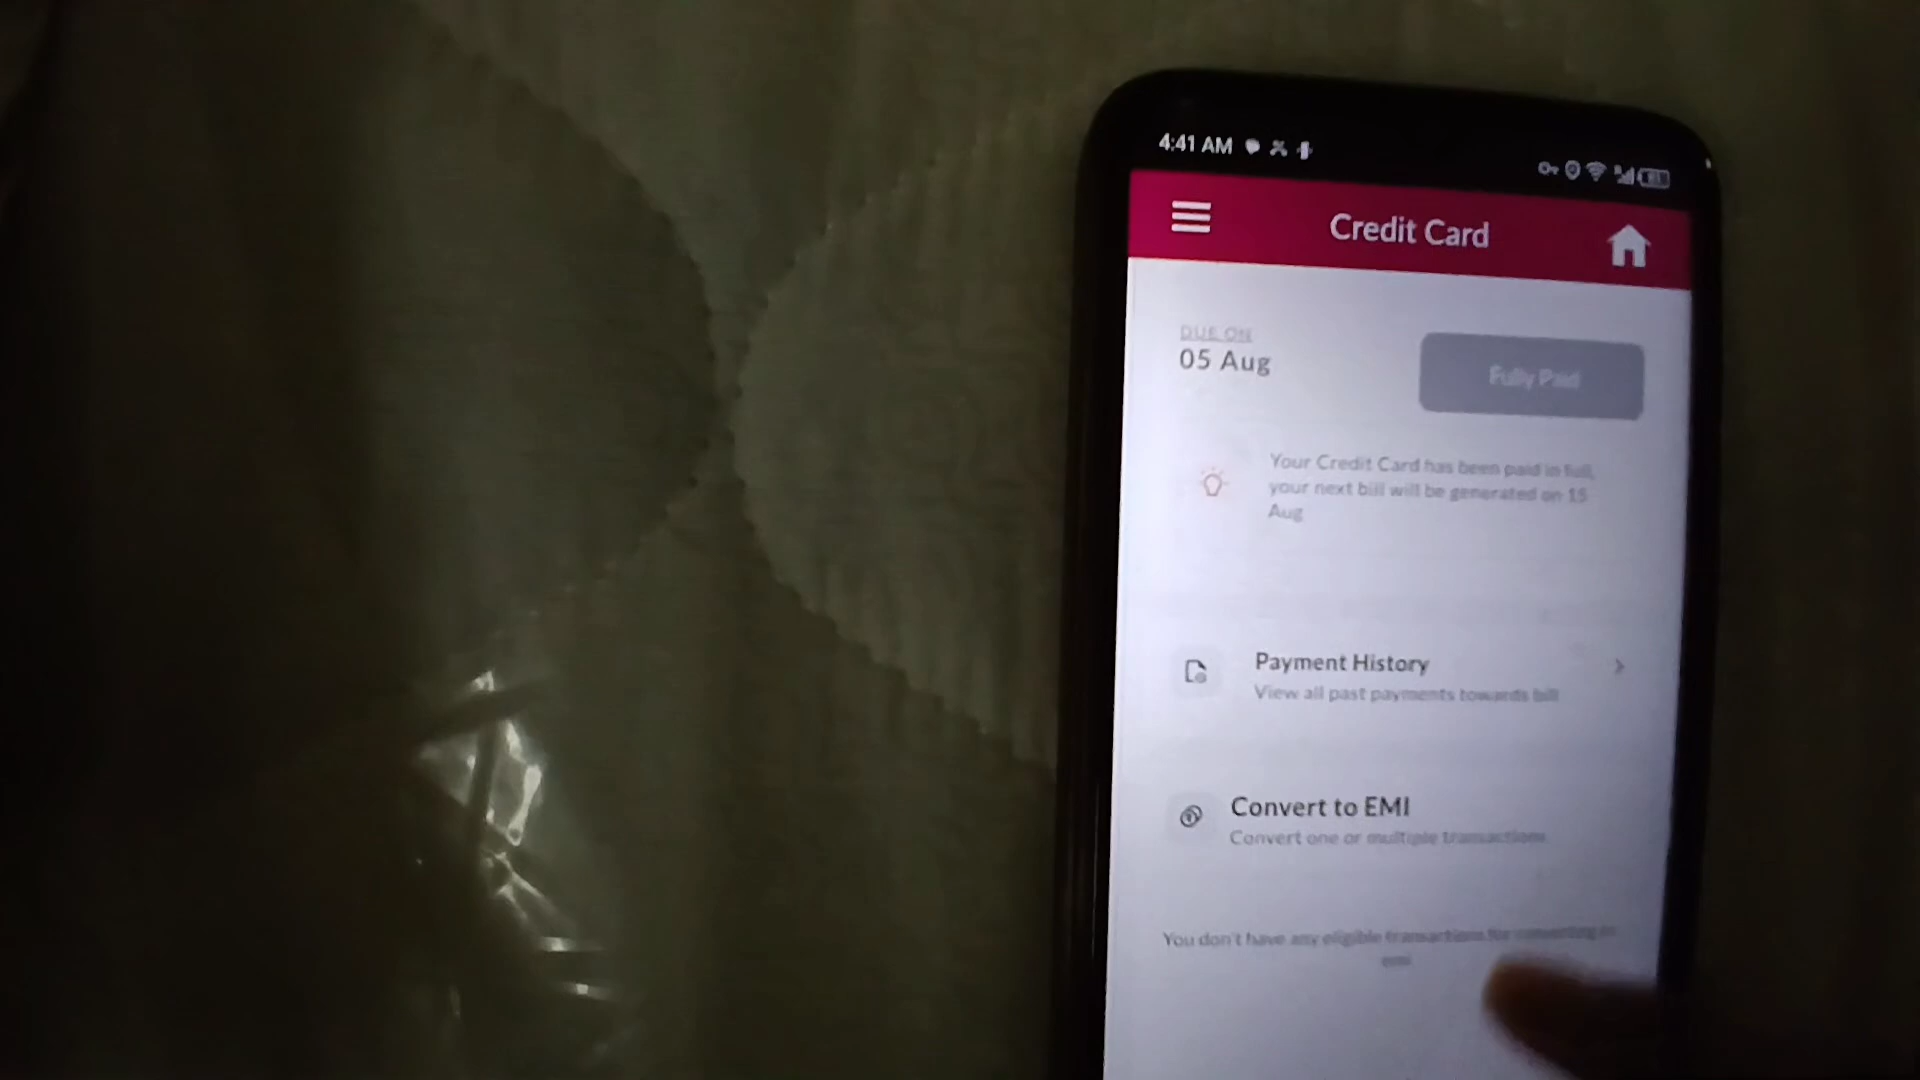 4:41 AM
Credit Card
DUE ON
05 Aug
Fully Paid
Your Credit Card has been paid in full,
your next bill will be generated on 15
Aug
Payment History
View all past payments towards bill
Convert to EMI
Convert one or multiple transactions
You don't have any eligible transactions for converting to